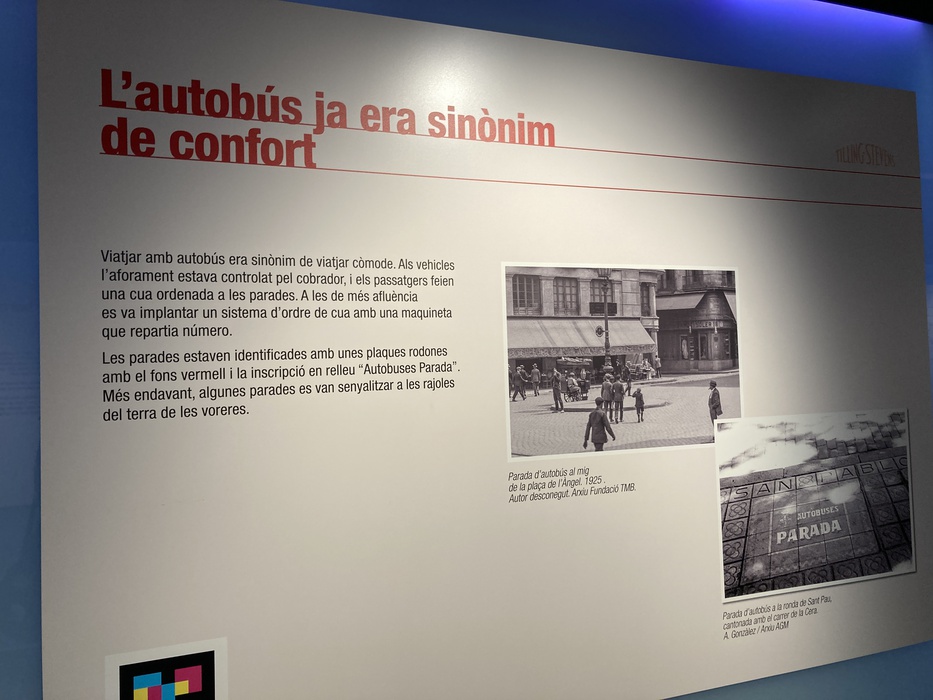 L'autobús ja era sinònim
de confort
TILLING-STEVENS
Viatjar amb autobús era sinònim de viatjar còmode. Als vehicles
l'aforament estava controlat pel cobrador, i els passatgers feien
una cua ordenada a les parades. A les de més afluència
es va implantar un sistema d'ordre de cua amb una maquineta
que repartia número.
Les parades estaven identificades amb unes plaques rodones
amb el fons vermell i la inscripció en relleu “Autobuses Parada”.
Més endavant, algunes parades es van senyalitzar a les rajoles
del terra de les voreres.
Parada d'autobús al mig
de la plaça de l'Àngel. 1925 .
Autor desconegut. Arxiu Fundació TMB.
SAN PABLO
AUTOBUSES
PARADA
Parada d'autobús a la ronda de Sant Pau,
cantonada amb el carrer de la Cera.
A. González / Arxiu AGM